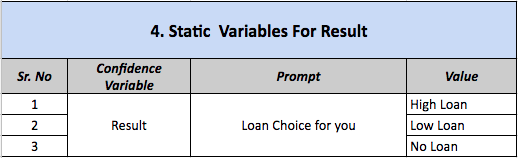 4. Static Variables For Result
Sr. No Confidence Variable Prompt Value
1 Result Loan Choice for you High Loan
2 Low Loan
3 No Loan